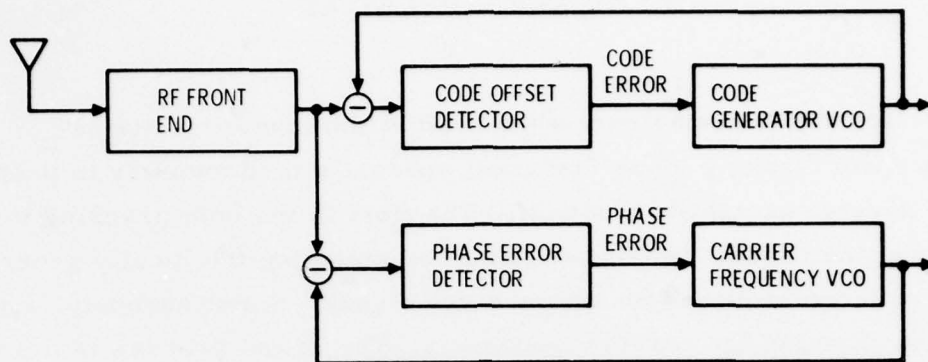 RF FRONT
END
CODE OFFSET
DETECTOR
CODE
ERROR
CODE
GENERATOR VCO
PHASE ERROR
DETECTOR
PHASE
ERROR
CARRIER
FREQUENCY VCO